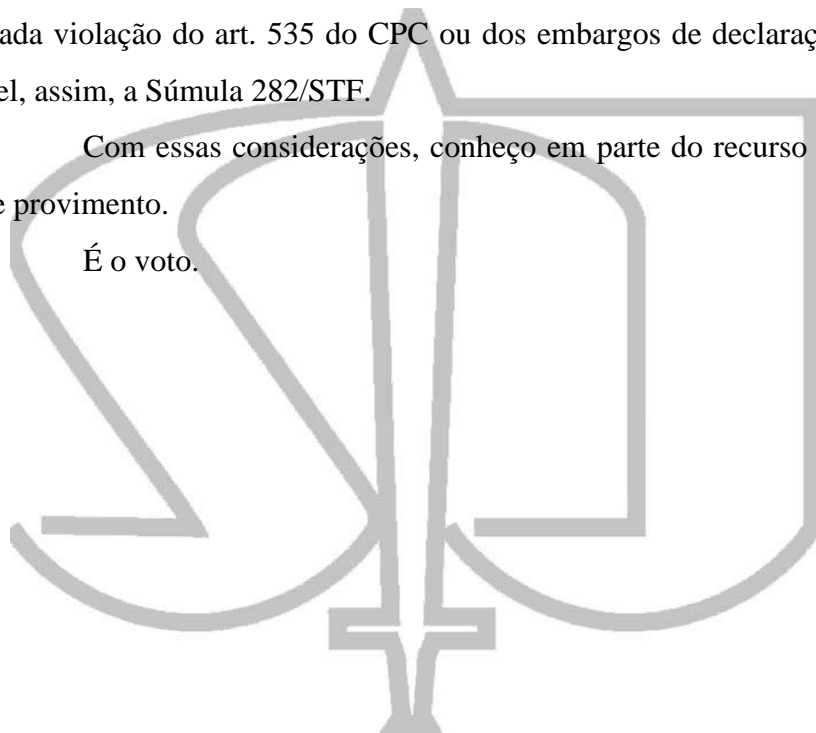 ada violação do art. 535 do CPC ou dos embargos de declaraç
el, assim, a Súmula 282/STF.
Com essas considerações, conheço em parte do recurso
e provimento.
É o voto.